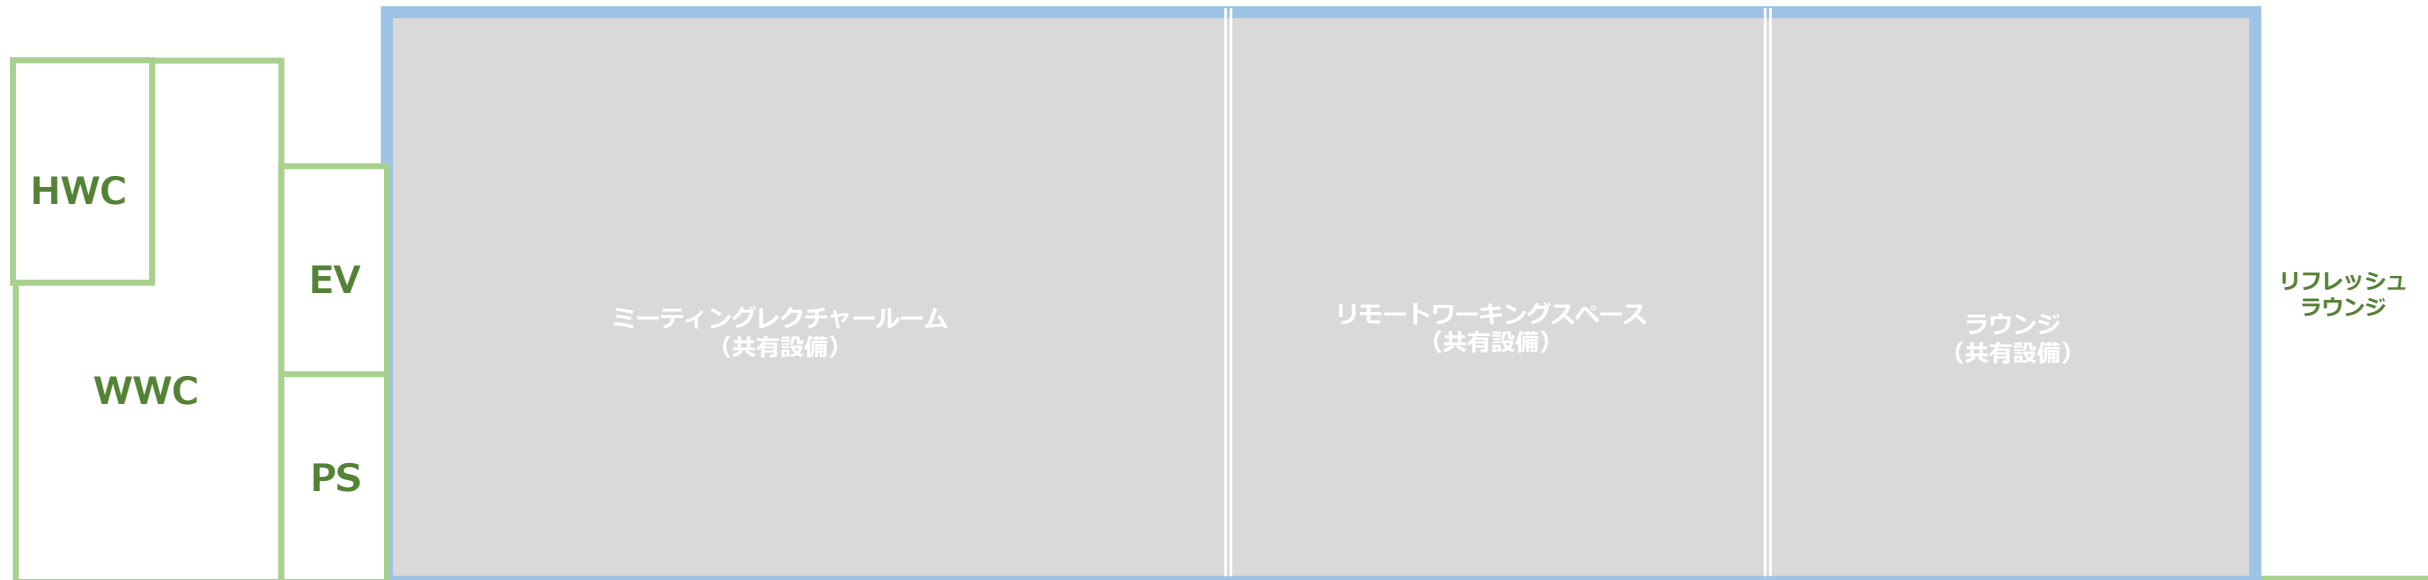 HWC
WWC
EV
PS
ミーティングレクチャールーム
（共有設備）
リモートワーキングスペース
（共有設備）
ラウンジ
（共有設備）
リフレッシュ
ラウンジ